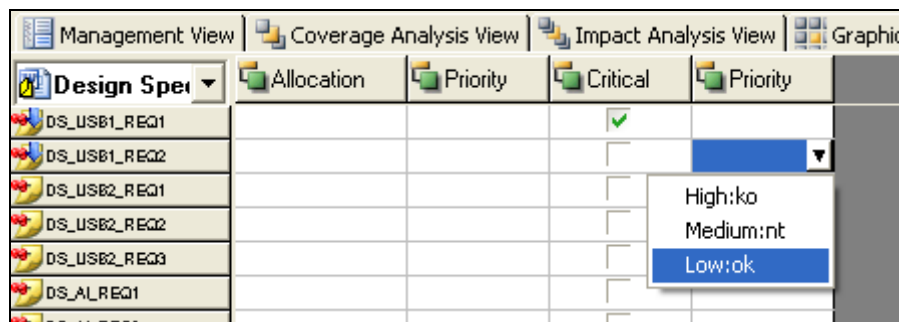 Management View Coverage Analysis View Impact Analysis View Graphic
Design Spe Allocation Priority Critical Priority
DS_USB1_REQ1
DS_USB1_REQ2
DS_USB2_REQ1
High:ko
DS_USB2_REQ2
Medium:nt
DS_USB2_REQ3
Low:ok
DS_AI_REQ1